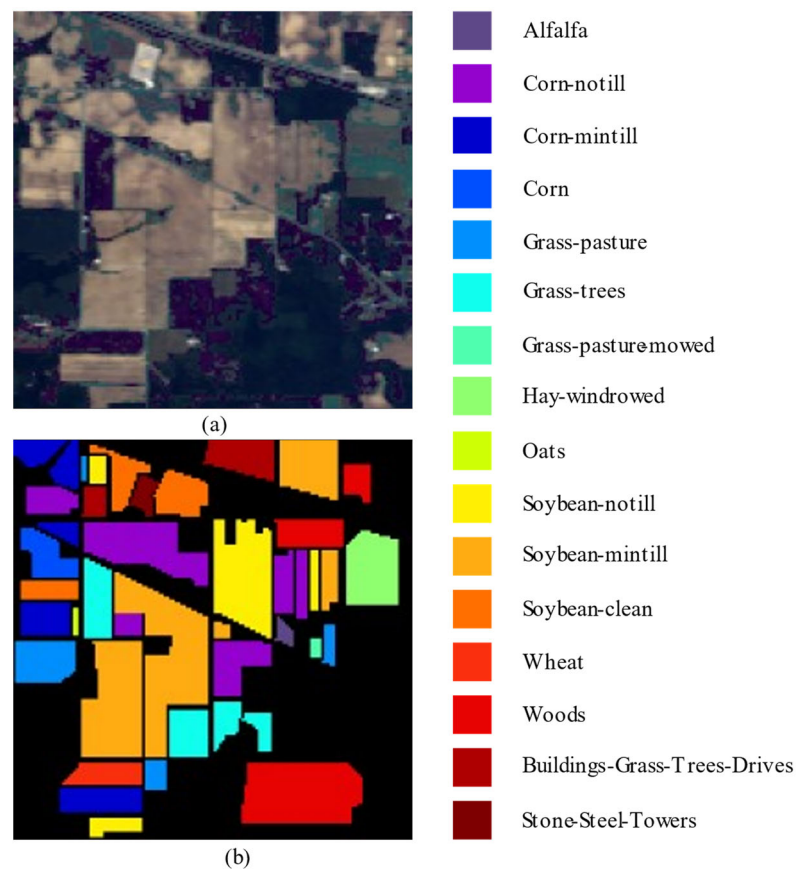 Alfalfa
Corn-notill
Corn-mintill
Corn
Grass-pasture
Grass-trees
Grass-pasture-mowed
Hay-windrowed
Oats
Soybean-notill
Soybean-mintill
Soybean-clean
Wheat
Woods
Buildings-Grass-Trees-Drives
Stone-Steel-Towers
(a)
(b)